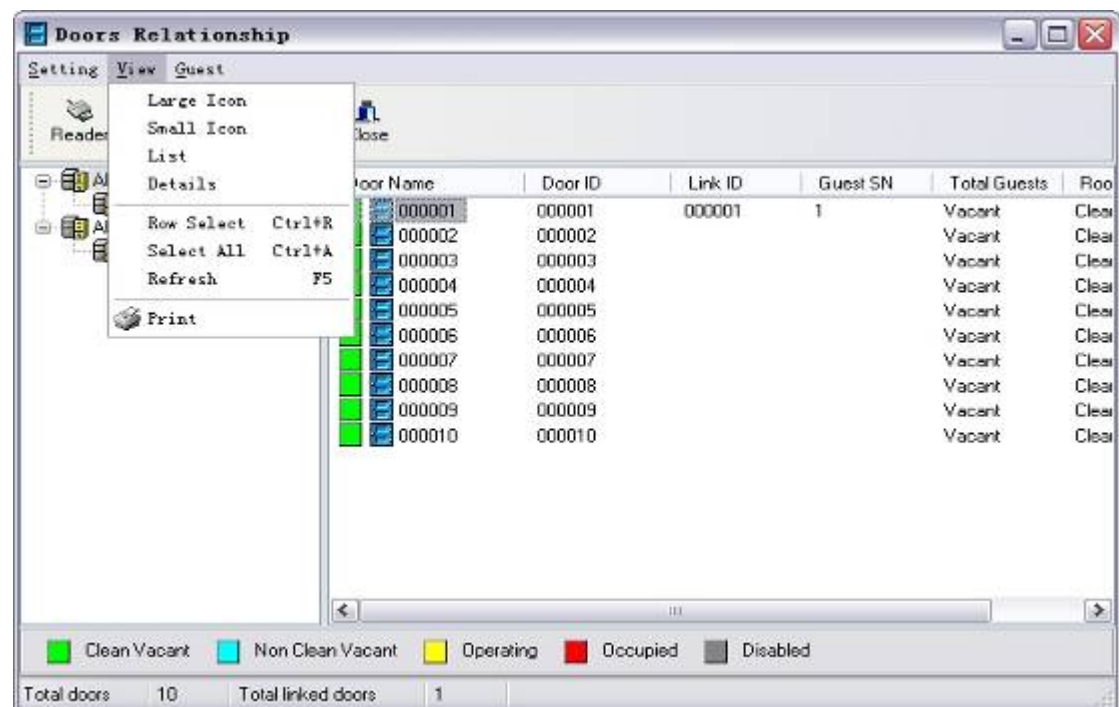 Doors Relationship
Setting View Guest
Large Icon
Small Icon
List
Details
Row Select Ctrl+R
Select All Ctrl+A
Refresh F5
Print
Door Name Door ID Link ID Guest SN Total Guests
000001 000001 000001 1 Vacant
000002 000002 Vacant
000003 000003 Vacant
000004 000004 Vacant
000005 000005 Vacant
000006 000006 Vacant
000007 000007 Vacant
000008 000008 Vacant
000009 000009 Vacant
000010 000010 Vacant
Clean Vacant Non Clean Vacant Operating Occupied Disabled
Total doors 10 Total linked doors 1